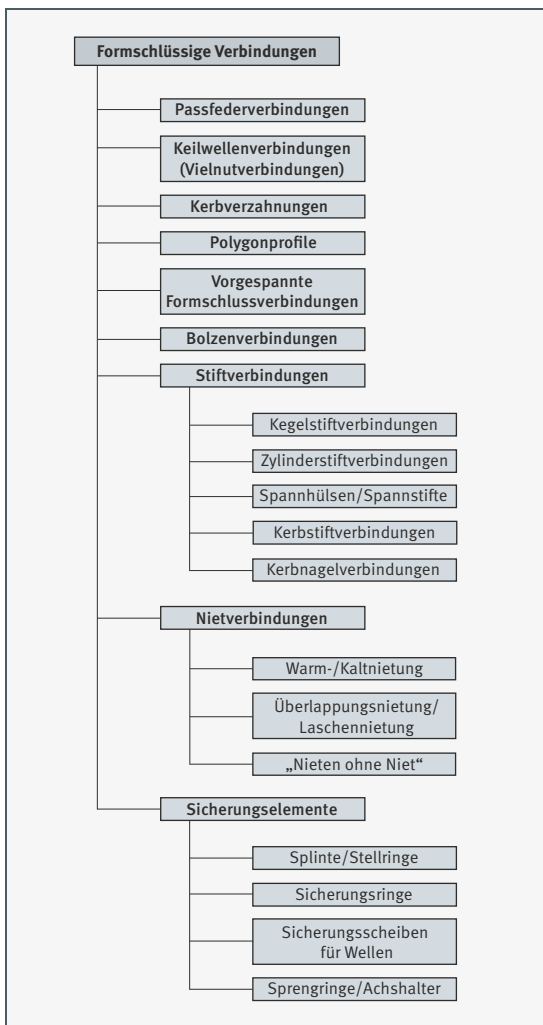 Formschlüssige Verbindungen
Passfederverbindungen
Keilwellenverbindungen
(Vielnutverbindungen)
Kerbverzahnungen
Polygonprofile
Vorgespannte
Formschlussverbindungen
Bolzenverbindungen
Stiftverbindungen
Kegelstiftverbindungen
Zylinderstiftverbindungen
Spannhülsen/Spannstifte
Kerbstiftverbindungen
Kerbnagelverbindungen
Nietverbindungen
Warm-/Kaltnietung
Überlappungsnietung/
Laschennietung
„Nieten ohne Niet“
Sicherungselemente
Splinte/Stellringe
Sicherungsringe
Sicherungsscheiben
für Wellen
Sprengringe/Achshalter